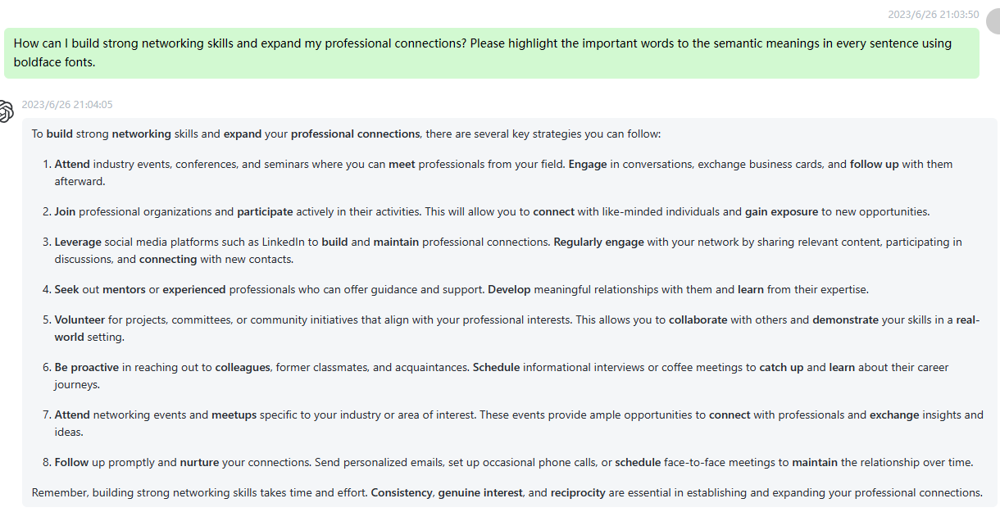 2023/6/26 21:03:50
How can I build strong networking skills and expand my professional connections? Please highlight the important words to the semantic meanings in every sentence using
boldface fonts.
2023/6/26 21:04:05
To build strong networking skills and expand your professional connections, there are several key strategies you can follow:
1. Attend industry events, conferences, and seminars where you can meet professionals from your field. Engage in conversations, exchange business cards, and follow up with them
afterward.
2. Join professional organizations and participate actively in their activities. This will allow you to connect with like-minded individuals and gain exposure to new opportunities.
3. Leverage social media platforms such as LinkedIn to build and maintain professional connections. Regularly engage with your network by sharing relevant content, participating in
discussions, and connecting with new contacts.
4. Seek out mentors or experienced professionals who can offer guidance and support. Develop meaningful relationships with them and learn from their expertise.
5. Volunteer for projects, committees, or community initiatives that align with your professional interests. This allows you to collaborate with others and demonstrate your skills in a real-
world setting.
6. Be proactive in reaching out to colleagues, former classmates, and acquaintances. Schedule informational interviews or coffee meetings to catch up and learn about their career
journeys.
7. Attend networking events and meetups specific to your industry or area of interest. These events provide ample opportunities to connect with professionals and exchange insights and
ideas.
8. Follow up promptly and nurture your connections. Send personalized emails, set up occasional phone calls, or schedule face-to-face meetings to maintain the relationship over time.
Remember, building strong networking skills takes time and effort. Consistency, genuine interest, and reciprocity are essential in establishing and expanding your professional connections.